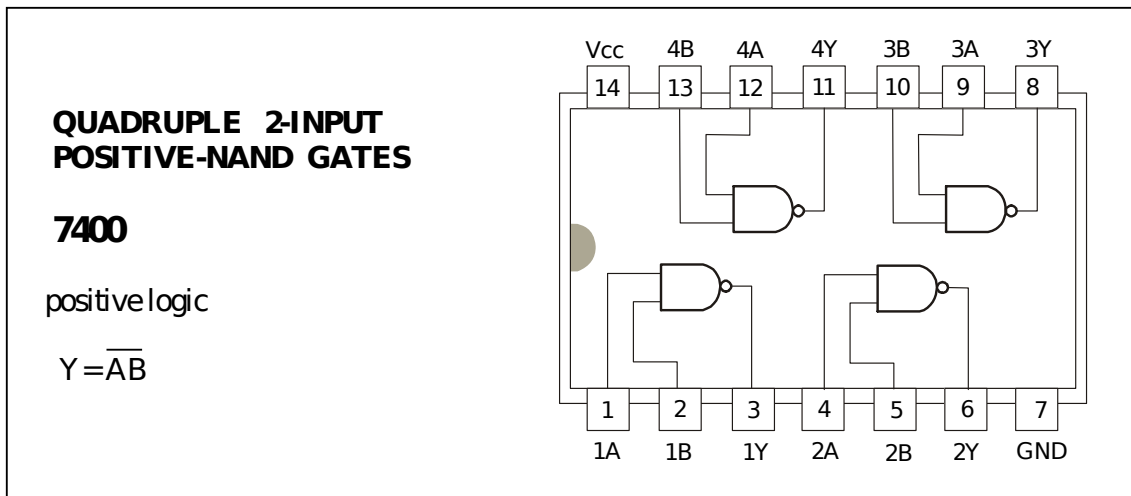 QUADRUPLE 2-INPUT
POSITIVE-NAND GATES
7400
positive logic
Y = A̅B̅
Vcc 4B 4A 4Y 3B 3A 3Y
14 13 12 11 10 9 8
1 2 3 4 5 6 7
1A 1B 1Y 2A 2B 2Y GND